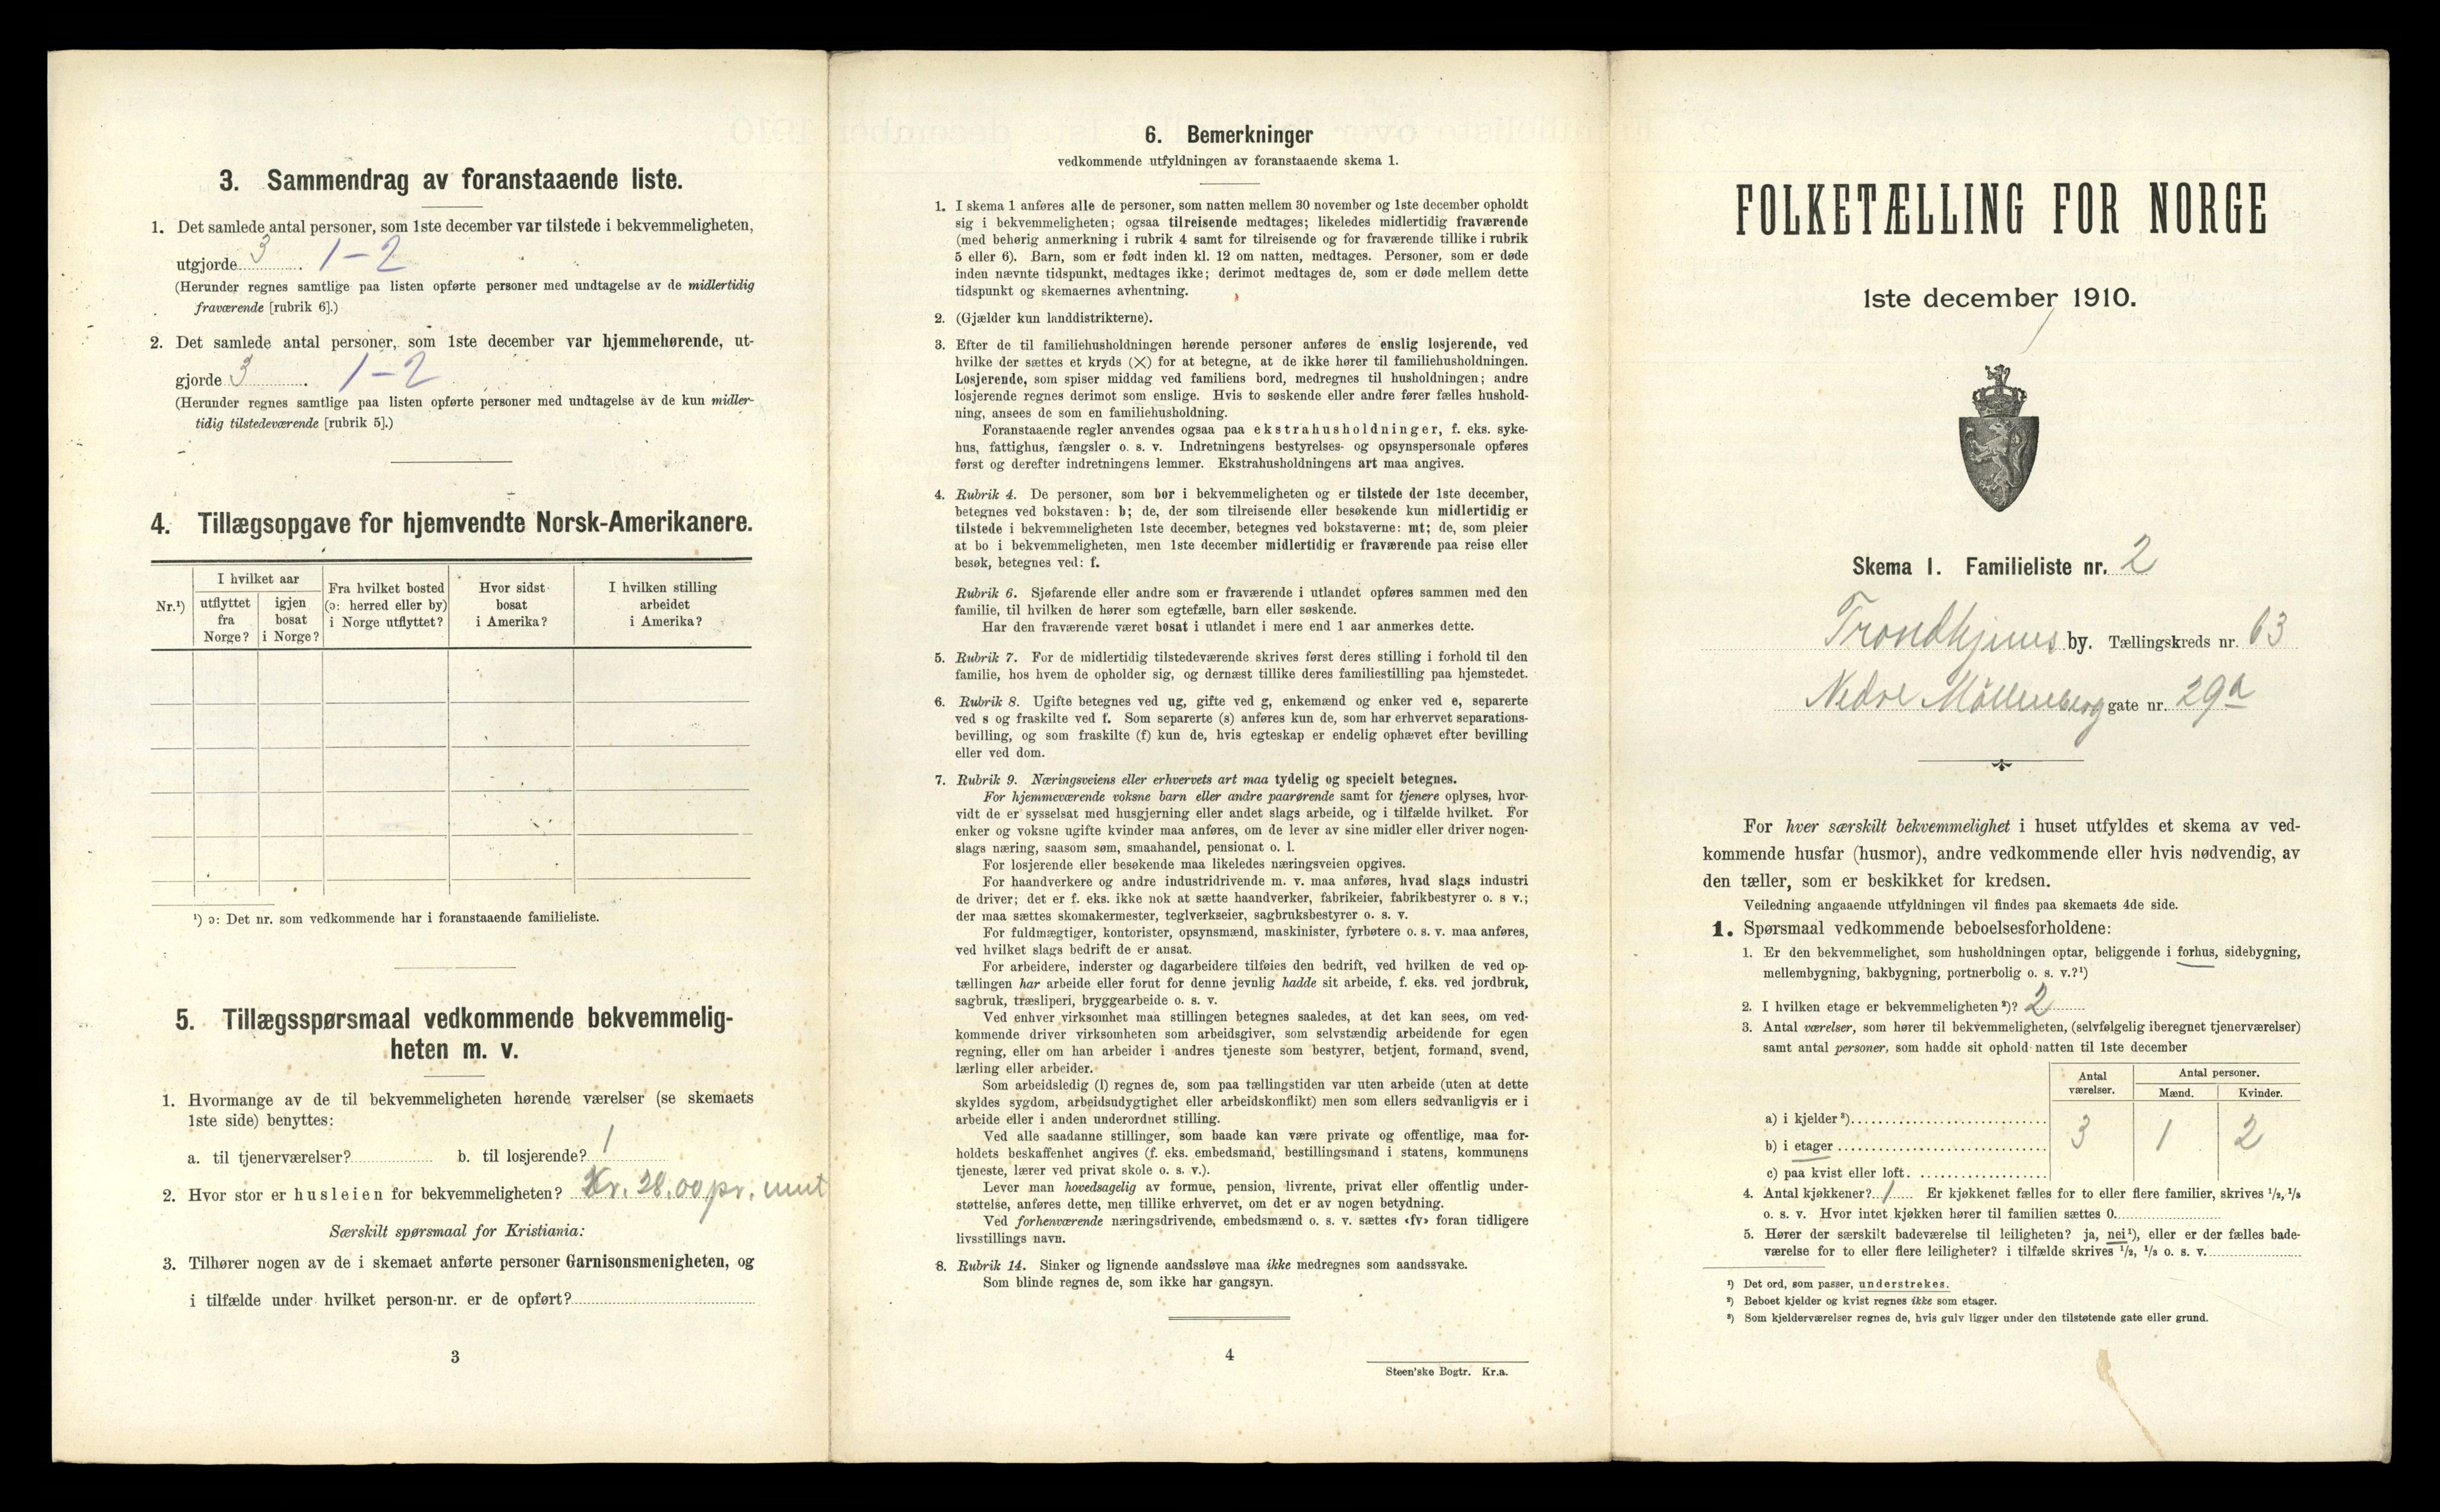 3. Sammendrag av foranstaaende liste.
1. Det samlede antal personer, som 1ste december var tilstede i bekvemmeligheten,
utgjorde 3 . 1 – 2
(Herunder regnes samtlige paa listen opførte personer med undtagelse av de midlertidig
fraværende [rubrik 6].)
2. Det samlede antal personer, som 1ste december var hjemmehørende, ut-
gjorde 3 . 1 – 2
(Herunder regnes samtlige paa listen opførte personer med undtagelse av de kun midler-
tidig tilstedeværende [rubrik 5].)
4. Tillægsopgave for hjemvendte Norsk-Amerikanere.
Nr.¹)
I hvilket aar
utflyttet fra Norge?
igjen bosat i Norge?
Fra hvilket bosted (ɔ: herred eller by) i Norge utflyttet?
Hvor sidst bosat i Amerika?
I hvilken stilling arbeidet i Amerika?
¹) ɔ: Det nr. som vedkommende har i foranstaaende familieliste.
5. Tillægsspørsmaal vedkommende bekvemmelig-
heten m. v.
1. Hvormange av de til bekvemmeligheten hørende værelser (se skemaets
1ste side) benyttes:
a. til tjenerværelser? b. til losjerende? 1
2. Hvor stor er husleien for bekvemmeligheten? Kr. 28.00 pr. mnt
Særskilt spørsmaal for Kristiania:
3. Tilhører nogen av de i skemaet anførte personer Garnisonsmenigheten, og
i tilfælde under hvilket person-nr. er de opført?
3
6. Bemerkninger
vedkommende utfyldningen av foranstaaende skema 1.
1. I skema 1 anføres alle de personer, som natten mellem 30 november og 1ste december opholdt
sig i bekvemmeligheten; ogsaa tilreisende medtages; likeledes midlertidig fraværende
(med behørig anmerkning i rubrik 4 samt for tilreisende og for fraværende tillike i rubrik
5 eller 6). Barn, som er født inden kl. 12 om natten, medtages. Personer, som er døde
inden nævnte tidspunkt, medtages ikke; derimot medtages de, som er døde mellem dette
tidspunkt og skemaernes avhentning.
2. (Gjælder kun landdistrikterne).
3. Efter de til familiehusholdningen hørende personer anføres de enslig losjerende, ved
hvilke der sættes et kryds (×) for at betegne, at de ikke hører til familiehusholdningen.
Losjerende, som spiser middag ved familiens bord, medregnes til husholdningen; andre
losjerende regnes derimot som enslige. Hvis to søskende eller andre fører fælles hushold-
ning, ansees de som en familiehusholdning.
Foranstaaende regler anvendes ogsaa paa ekstrahusholdninger, f. eks. syke-
hus, fattighus, fængsler o. s. v. Indretningens bestyrelses- og opsynspersonale opføres
først og derefter indretningens lemmer. Ekstrahusholdningens art maa angives.
4. Rubrik 4. De personer, som bor i bekvemmeligheten og er tilstede der 1ste december,
betegnes ved bokstaven: b; de, der som tilreisende eller besøkende kun midlertidig er
tilstede i bekvemmeligheten 1ste december, betegnes ved bokstaverne: mt; de, som pleier
at bo i bekvemmeligheten, men 1ste december midlertidig er fraværende paa reise eller
besøk, betegnes ved: f.
Rubrik 6. Sjøfarende eller andre som er fraværende i utlandet opføres sammen med den
familie, til hvilken de hører som egtefælle, barn eller søskende.
Har den fraværende været bosat i utlandet i mere end 1 aar anmerkes dette.
5. Rubrik 7. For de midlertidig tilstedeværende skrives først deres stilling i forhold til den
familie, hos hvem de opholder sig, og dernæst tillike deres familiestilling paa hjemstedet.
6. Rubrik 8. Ugifte betegnes ved ug, gifte ved g, enkemænd og enker ved e, separerte
ved s og fraskilte ved f. Som separerte (s) anføres kun de, som har erhvervet separations-
bevilling, og som fraskilte (f) kun de, hvis egteskap er endelig ophævet efter bevilling
eller ved dom.
7. Rubrik 9. Næringsveiens eller erhvervets art maa tydelig og specielt betegnes.
For hjemmeværende voksne barn eller andre paarørende samt for tjenere oplyses, hvor-
vidt de er sysselsat med husgjerning eller andet slags arbeide, og i tilfælde hvilket. For
enker og voksne ugifte kvinder maa anføres, om de lever av sine midler eller driver nogen-
slags næring, saasom søm, smaahandel, pensionat o. l.
For losjerende eller besøkende maa likeledes næringsveien opgives.
For haandverkere og andre industridrivende m. v. maa anføres, hvad slags industri
de driver; det er f. eks. ikke nok at sætte haandverker, fabrikeier, fabrikbestyrer o. s v.;
der maa sættes skomakermester, teglverkseier, sagbruksbestyrer o. s. v.
For fuldmægtiger, kontorister, opsynsmænd, maskinister, fyrbøtere o. s. v. maa anføres,
ved hvilket slags bedrift de er ansat.
For arbeidere, inderster og dagarbeidere tilføies den bedrift, ved hvilken de ved op-
tællingen har arbeide eller forut for denne jevnlig hadde sit arbeide, f. eks. ved jordbruk,
sagbruk, træsliperi, bryggearbeide o. s. v.
Ved enhver virksomhet maa stillingen betegnes saaledes, at det kan sees, om ved-
kommende driver virksomheten som arbeidsgiver, som selvstændig arbeidende for egen
regning, eller om han arbeider i andres tjeneste som bestyrer, betjent, formand, svend,
lærling eller arbeider.
Som arbeidsledig (l) regnes de, som paa tællingstiden var uten arbeide (uten at dette
skyldes sygdom, arbeidsudygtighet eller arbeidskonflikt) men som ellers sedvanligvis er i
arbeide eller i anden underordnet stilling.
Ved alle saadanne stillinger, som baade kan være private og offentlige, maa for-
holdets beskaffenhet angives (f. eks. embedsmand, bestillingsmand i statens, kommunens
tjeneste, lærer ved privat skole o. s. v.).
Lever man hovedsagelig av formue, pension, livrente, privat eller offentlig under-
støttelse, anføres dette, men tillike erhvervet, om det er av nogen betydning.
Ved forhenværende næringsdrivende, embedsmænd o. s. v. sættes «fv» foran tidligere
livsstillings navn.
8. Rubrik 14. Sinker og lignende aandssløve maa ikke medregnes som aandssvake.
Som blinde regnes de, som ikke har gangsyn.
4
Steen'ske Bogtr. Kr.a.
FOLKETÆLLING FOR NORGE
1ste december 1910.
Skema 1. Familieliste nr. 2
Trondhjems by. Tællingskreds nr. 63
Nedre Möllenberg gate nr. 29a
For hver særskilt bekvemmelighet i huset utfyldes et skema av ved-
kommende husfar (husmor), andre vedkommende eller hvis nødvendig, av
den tæller, som er beskikket for kredsen.
Veiledning angaaende utfyldningen vil findes paa skemaets 4de side.
1. Spørsmaal vedkommende beboelsesforholdene:
1. Er den bekvemmelighet, som husholdningen optar, beliggende i forhus, sidebygning,
mellembygning, bakbygning, portnerbolig o. s. v.?¹)
2. I hvilken etage er bekvemmeligheten²)? 2
3. Antal værelser, som hører til bekvemmeligheten, (selvfølgelig iberegnet tjenerværelser)
samt antal personer, som hadde sit ophold natten til 1ste december
Antal værelser. Antal personer.
Mænd. Kvinder.
a) i kjelder³)
b) i etager 3 1 2
c) paa kvist eller loft.
4. Antal kjøkkener? 1 Er kjøkkenet fælles for to eller flere familier, skrives ¹/₂, ¹/₃
o. s. v. Hvor intet kjøkken hører til familien sættes 0.
5. Hører der særskilt badeværelse til leiligheten? ja, nei¹), eller er der fælles bade-
værelse for to eller flere leiligheter? i tilfælde skrives ¹/₂, ¹/₃ o. s. v.
¹) Det ord, som passer, understrekes.
²) Beboet kjelder og kvist regnes ikke som etager.
³) Som kjelderværelser regnes de, hvis gulv ligger under den tilstøtende gate eller grund.